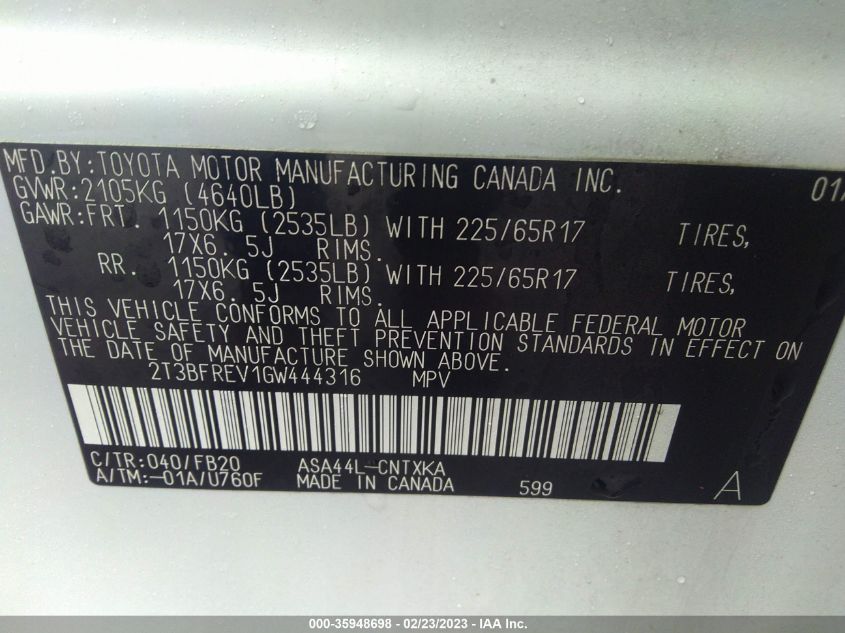 MFD.BY:TOYOTA MOTOR MANUFACTURING CANADA INC. 01/
GVWR:2105KG (4640LB)
GAWR:FRT. 1150KG (2535LB) WITH 225/65R17 TIRES,
17X6. 5J RIMS.
RR. 1150KG (2535LB) WITH 225/65R17 TIRES,
17X6. 5J RIMS.
THIS VEHICLE CONFORMS TO ALL APPLICABLE FEDERAL MOTOR
VEHICLE SAFETY AND THEFT PREVENTION STANDARDS IN EFFECT ON
THE DATE OF MANUFACTURE SHOWN ABOVE.
2T3BFREV1GW444316 MPV
C/TR:040/FB20 ASA44L-CNTXKA
A/TM:-01A/U760F MADE IN CANADA 599 A
000-35948698 - 02/23/2023 - IAA Inc.